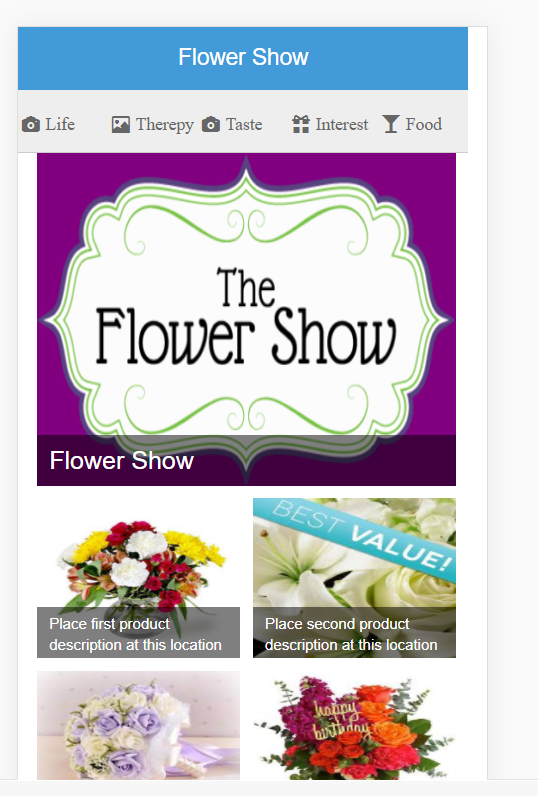 Flower Show
Life Therepy Taste Interest Food
The
Flower Show
Flower Show
BEST VALUE!
Place first product
description at this location
Place second product
description at this location
happy
birthday